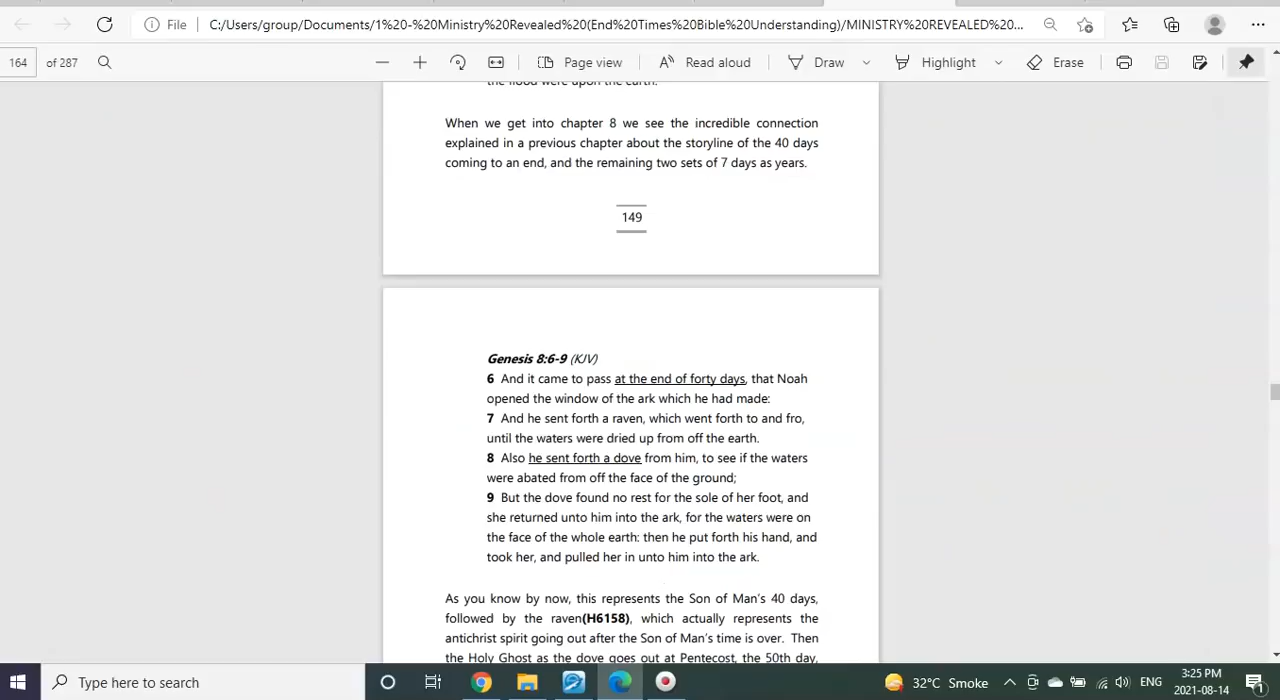 File
C:/Users/group/Documents/1%20-%20Ministry%20Revealed%20(End%20Times%20Bible%20Understanding)/MINISTRY%20REVEALED%20...
164 of 287
Page view
Read aloud
Draw
Highlight
Erase
the flood were upon the earth.
When we get into chapter 8 we see the incredible connection
explained in a previous chapter about the storyline of the 40 days
coming to an end, and the remaining two sets of 7 days as years.
149
Genesis 8:6-9 (KJV)
6 And it came to pass at the end of forty days, that Noah
opened the window of the ark which he had made:
7 And he sent forth a raven, which went forth to and fro,
until the waters were dried up from off the earth.
8 Also he sent forth a dove from him, to see if the waters
were abated from off the face of the ground;
9 But the dove found no rest for the sole of her foot, and
she returned unto him into the ark, for the waters were on
the face of the whole earth: then he put forth his hand, and
took her, and pulled her in unto him into the ark.
As you know by now, this represents the Son of Man's 40 days,
followed by the raven(H6158), which actually represents the
antichrist spirit going out after the Son of Man's time is over. Then
the Holy Ghost as the dove goes out at Pentecost, the 50th day,
Type here to search
32°C Smoke
ENG
3:25 PM
2021-08-14
1